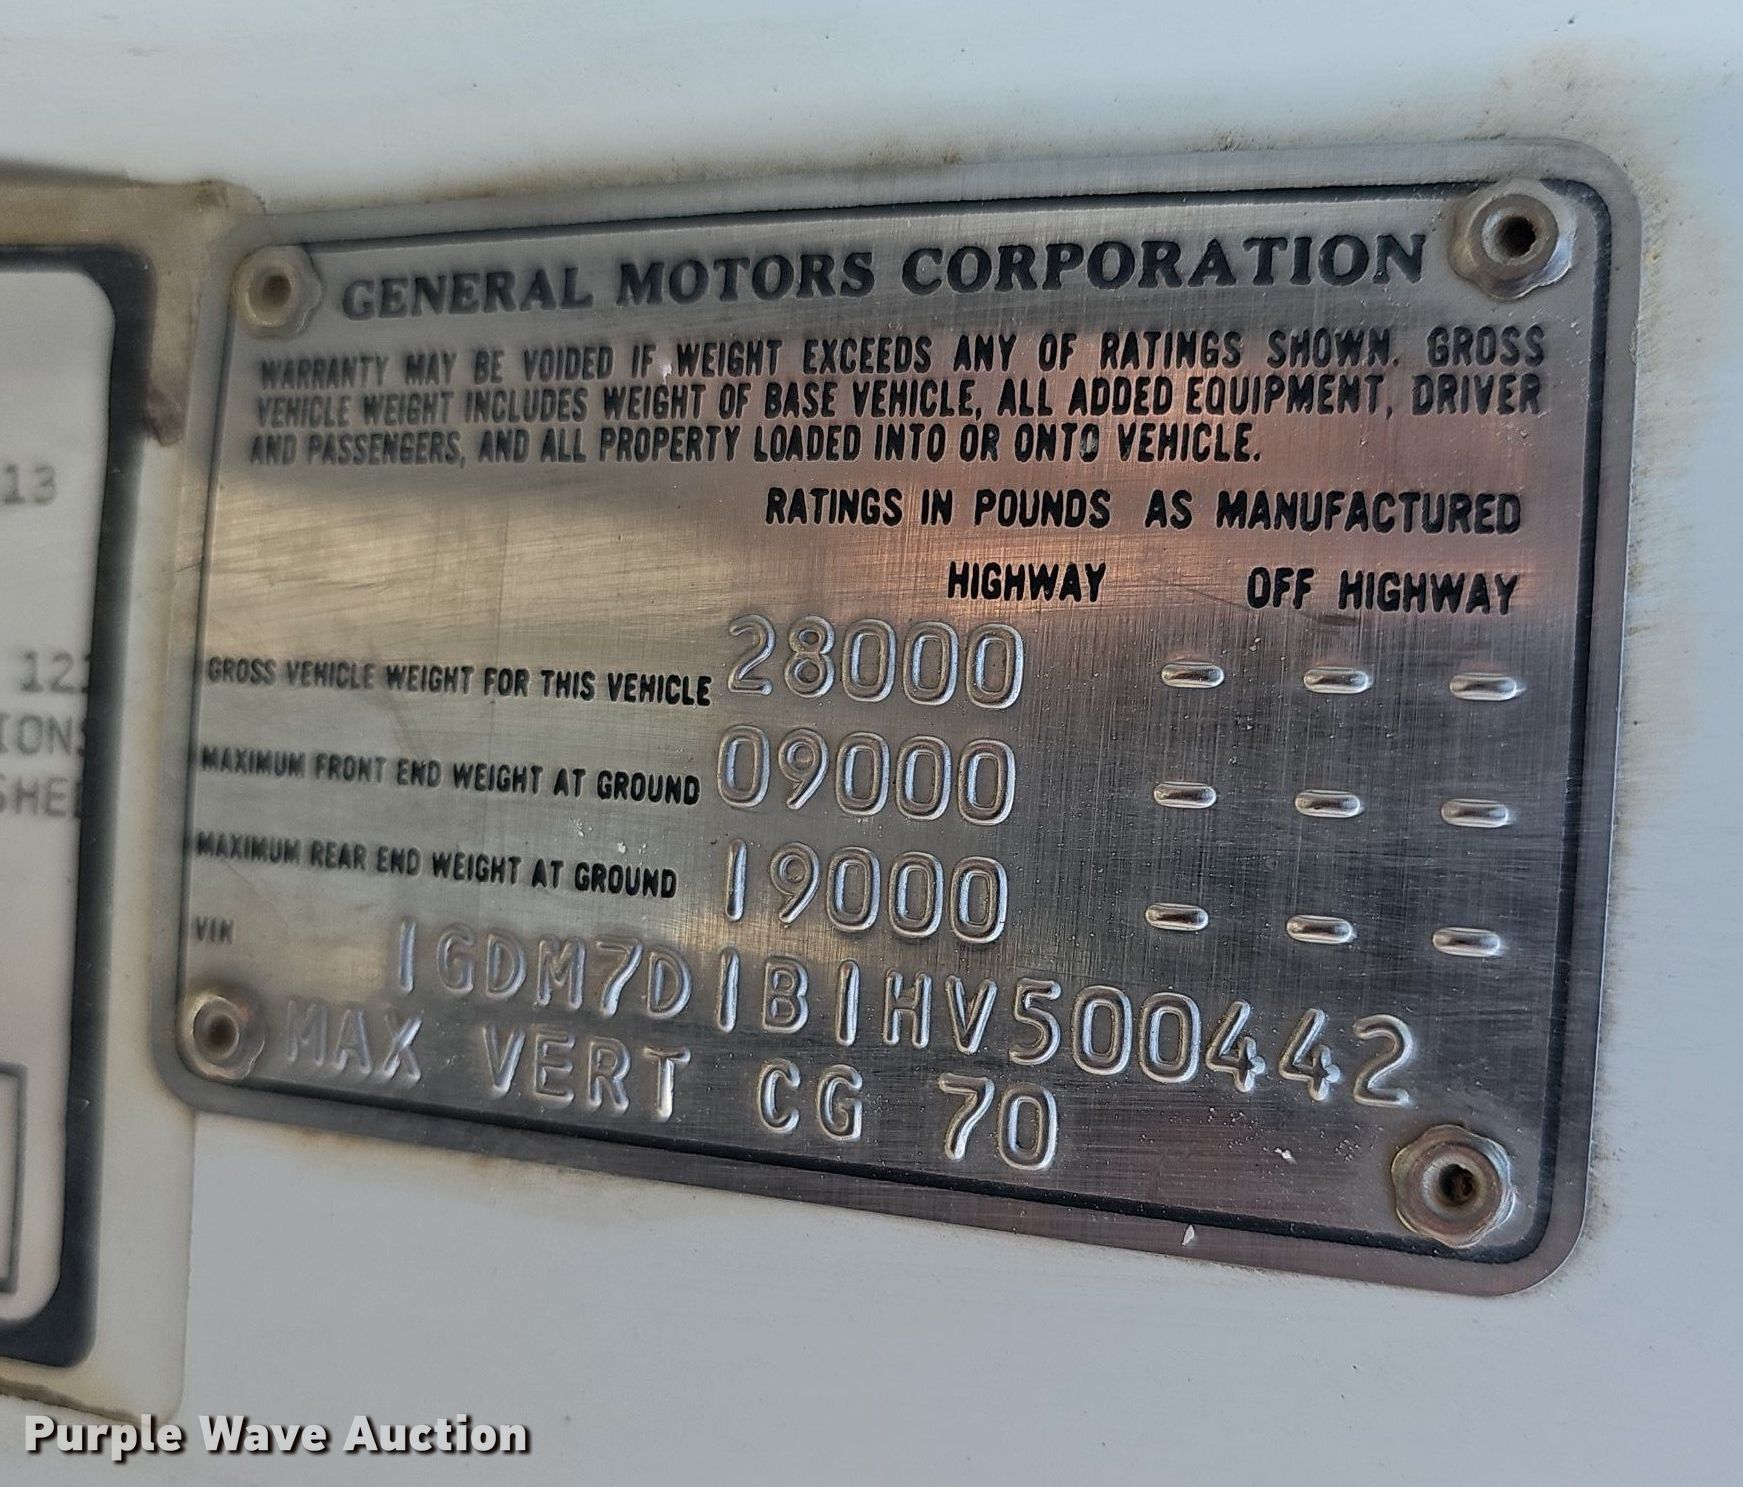 GENERAL MOTORS CORPORATION
WARRANTY MAY BE VOIDED IF WEIGHT EXCEEDS ANY OF RATINGS SHOWN. GROSS
VEHICLE WEIGHT INCLUDES WEIGHT OF BASE VEHICLE, ALL ADDED EQUIPMENT, DRIVER
AND PASSENGERS, AND ALL PROPERTY LOADED INTO OR ONTO VEHICLE.
RATINGS IN POUNDS AS MANUFACTURED
HIGHWAY OFF HIGHWAY
GROSS VEHICLE WEIGHT FOR THIS VEHICLE 28000 - - -
MAXIMUM FRONT END WEIGHT AT GROUND 09000 - - -
MAXIMUM REAR END WEIGHT AT GROUND 19000 - - -
VIN 1GDM7D1B1HV500442
MAX VERT CG 70
13
Purple Wave Auction